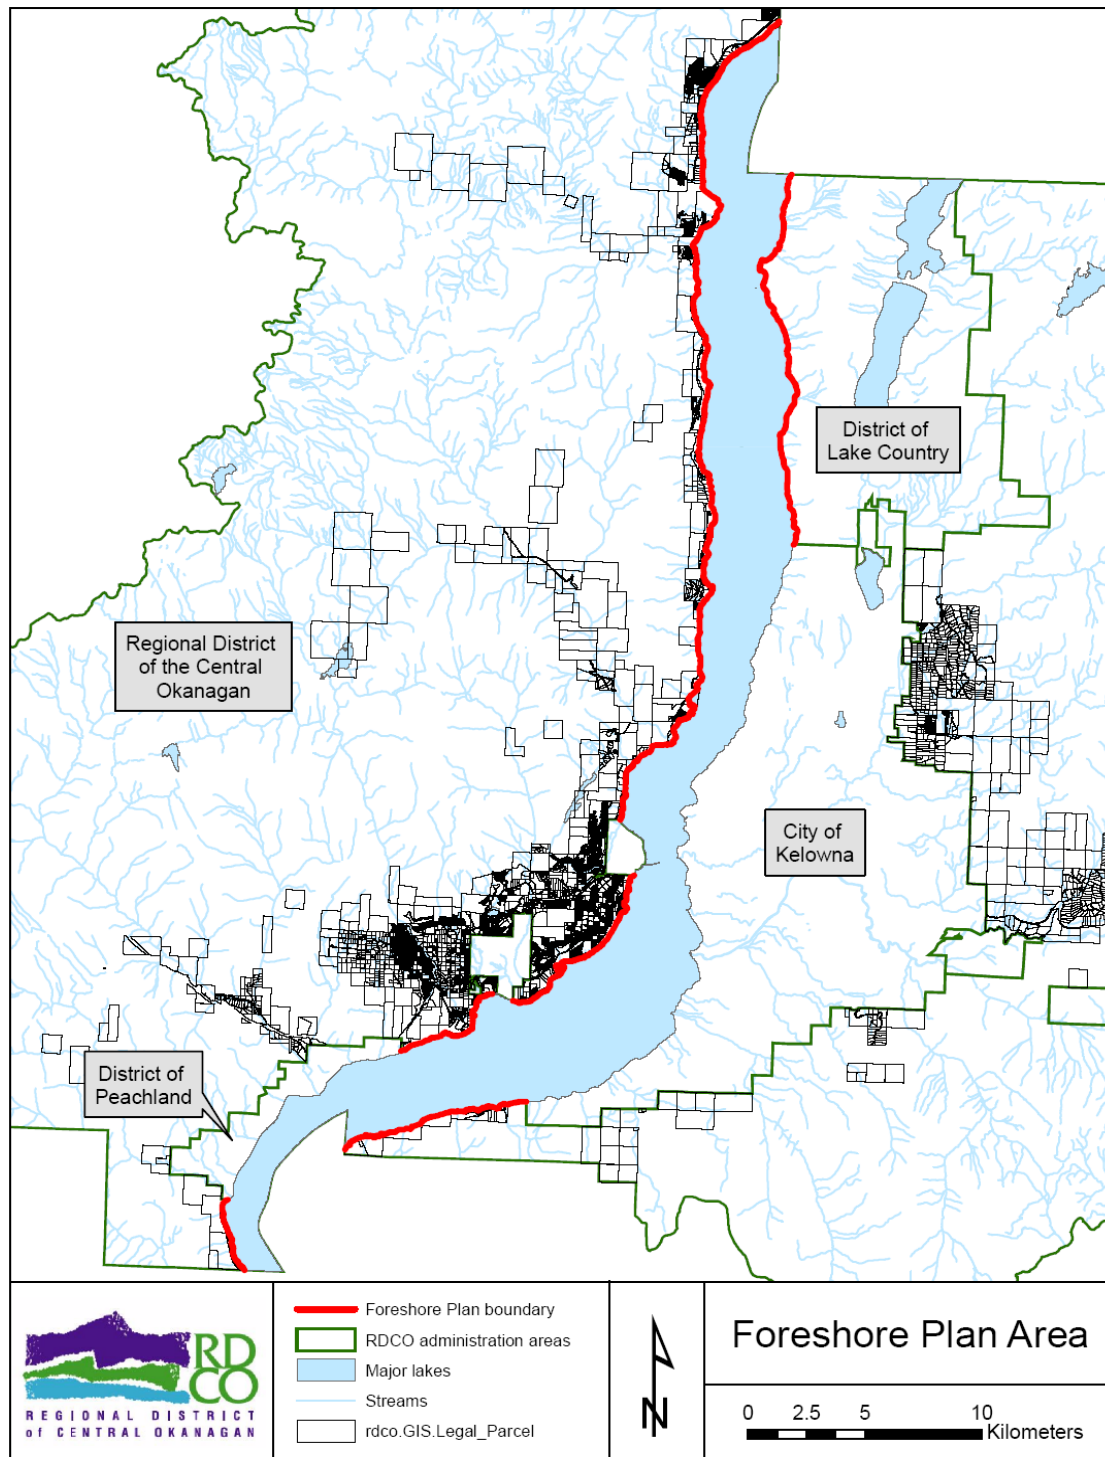 District of
Lake Country
Regional District
of the Central
Okanagan
City of
Kelowna
District of
Peachland
RD
CO
REGIONAL DISTRICT
of CENTRAL OKANAGAN
Foreshore Plan boundary
RDCO administration areas
Major lakes
Streams
rdco.GIS.Legal_Parcel
N
Foreshore Plan Area
0 2.5 5 10
Kilometers